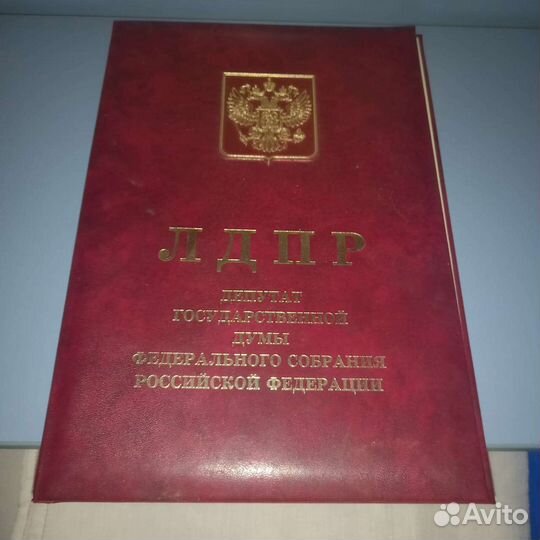 ЛДПР
ДЕПУТАТ
ГОСУДАРСТВЕННОЙ
ДУМЫ
ФЕДЕРАЛЬНОГО СОБРАНИЯ
РОССИЙСКОЙ ФЕДЕРАЦИИ
Avito